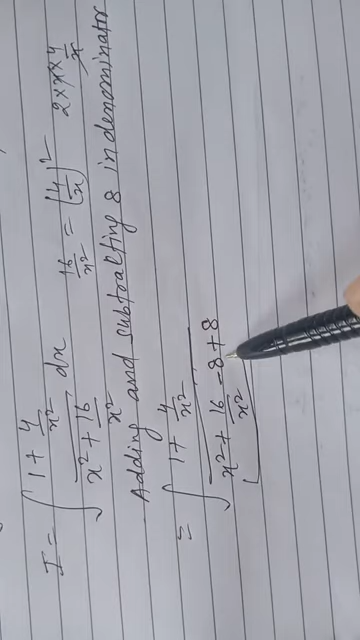 I = ∫ (1 + 4/x²) / (x² + 16/x²) dx    16/x² = (4/x)²    2 × x × 4/x
Adding and subtracting 8 in denominator
= ∫ (1 + 4/x²) / (x² + 16/x² - 8 + 8)